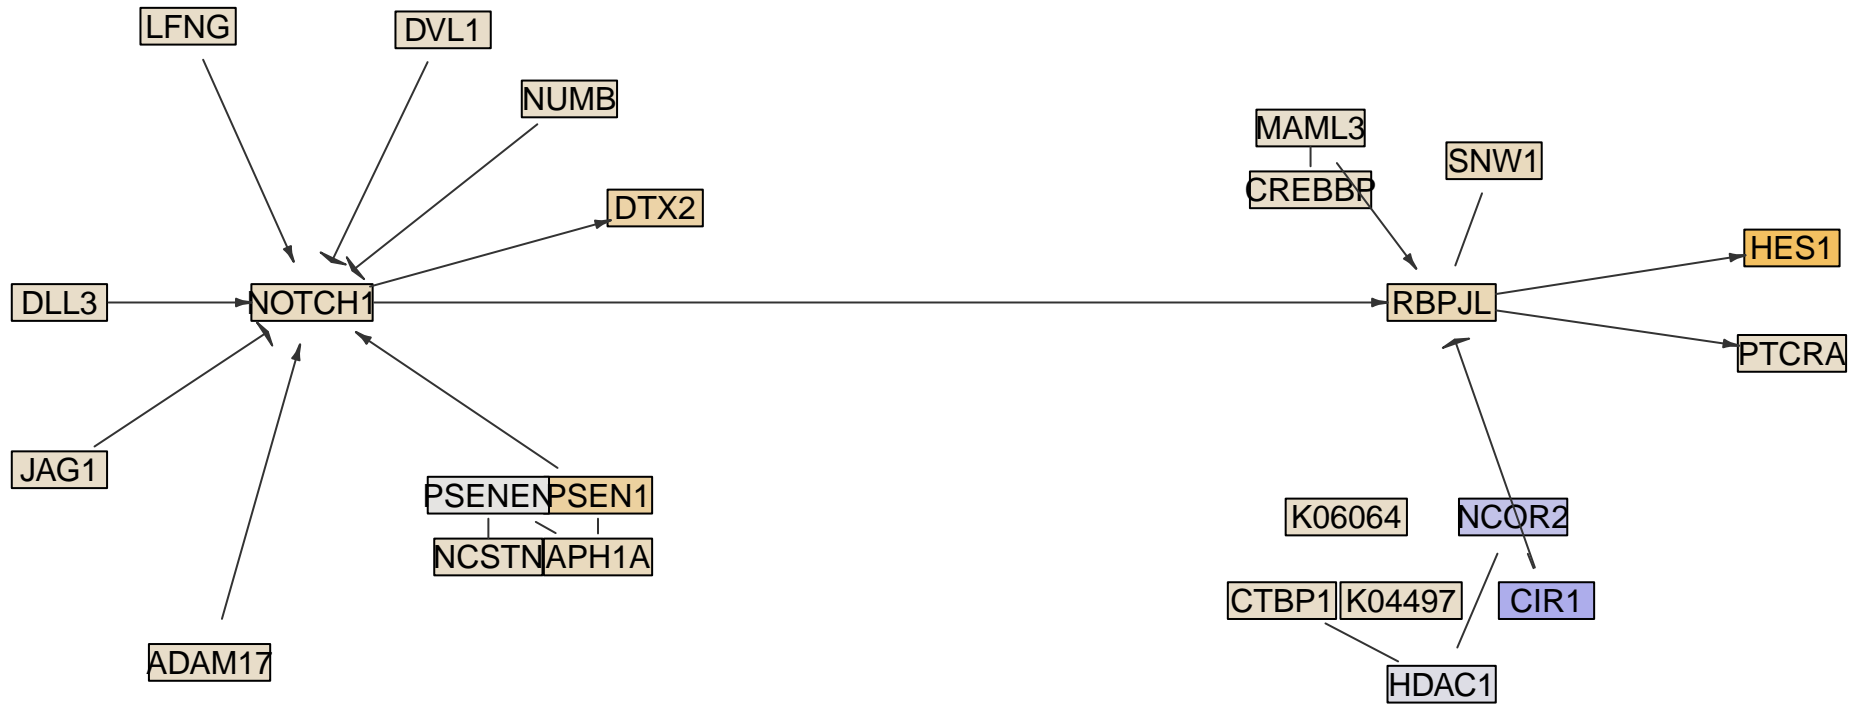 LFNG
DVL1
NUMB
MAML3
SNW1
CREBBP
DTX2
HES1
DLL3
NOTCH1
RBPJL
PTCRA
JAG1
PSENEN
PSEN1
K06064
NCOR2
NCSTN
APH1A
CTBP1
K04497
CIR1
ADAM17
HDAC1